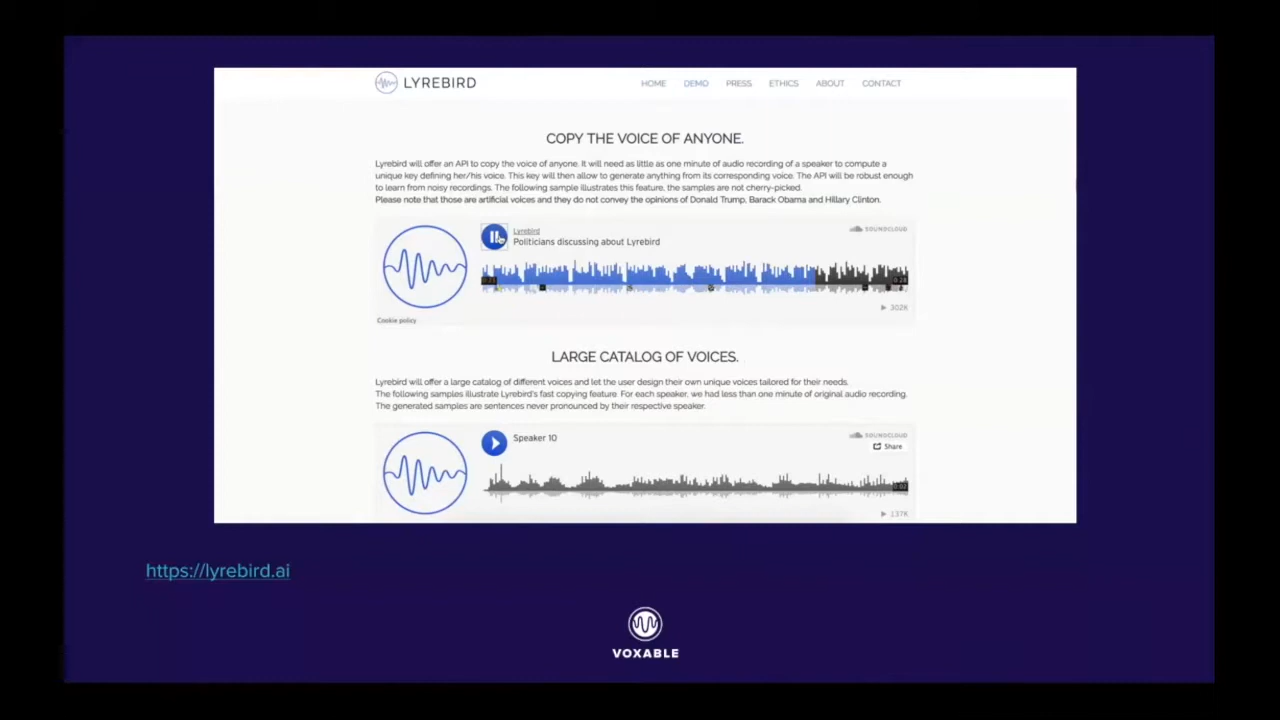 LYREBIRD
HOME DEMO PRESS ETHICS ABOUT CONTACT
COPY THE VOICE OF ANYONE.
Lyrebird will offer an API to copy the voice of anyone. It will need as little as one minute of audio recording of a speaker to compute a
unique key defining her/his voice. This key will then allow to generate anything from its corresponding voice. The API will be robust enough
to learn from noisy recordings. The following sample illustrates this feature, the samples are not cherry-picked.
Please note that those are artificial voices and they do not convey the opinions of Donald Trump, Barack Obama and Hillary Clinton.
Lyrebird
SOUNDCLOUD
Politicians discussing about Lyrebird
302K
Cookie policy
LARGE CATALOG OF VOICES.
Lyrebird will offer a large catalog of different voices and let the user design their own unique voices tailored for their needs.
The following samples illustrate Lyrebird's fast copying feature. For each speaker, we had less than one minute of original audio recording.
The generated samples are sentences never pronounced by their respective speaker.
Speaker 10
SOUNDCLOUD
Share
0:02
137K
https://lyrebird.ai
VOXABLE